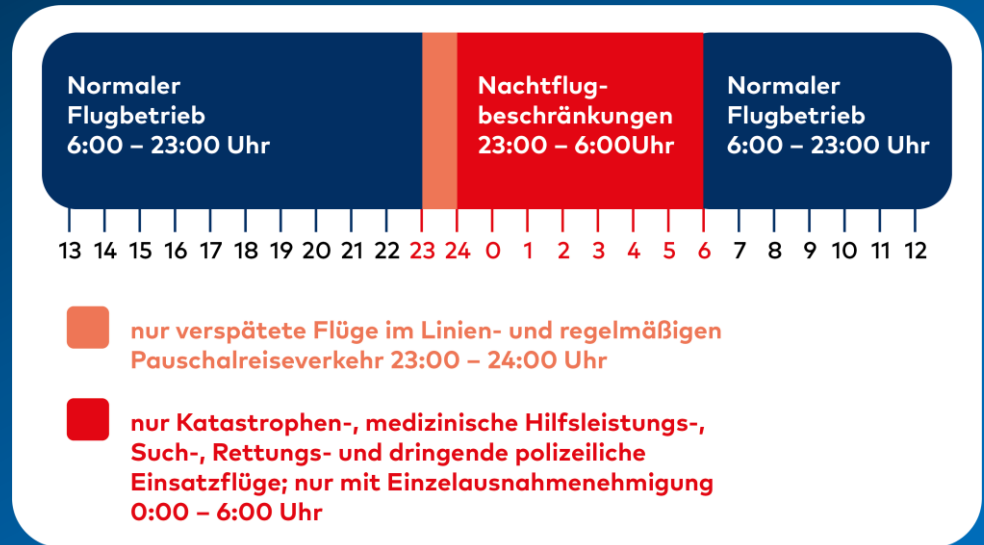 Normaler
Flugbetrieb
6:00 – 23:00 Uhr
Nachtflug-
beschränkungen
23:00 – 6:00Uhr
Normaler
Flugbetrieb
6:00 – 23:00 Uhr
13 14 15 16 17 18 19 20 21 22 23 24 0 1 2 3 4 5 6 7 8 9 10 11 12
nur verspätete Flüge im Linien- und regelmäßigen
Pauschalreiseverkehr 23:00 – 24:00 Uhr
nur Katastrophen-, medizinische Hilfsleistungs-,
Such-, Rettungs- und dringende polizeiliche
Einsatzflüge; nur mit Einzelausnahmenehmigung
0:00 – 6:00 Uhr